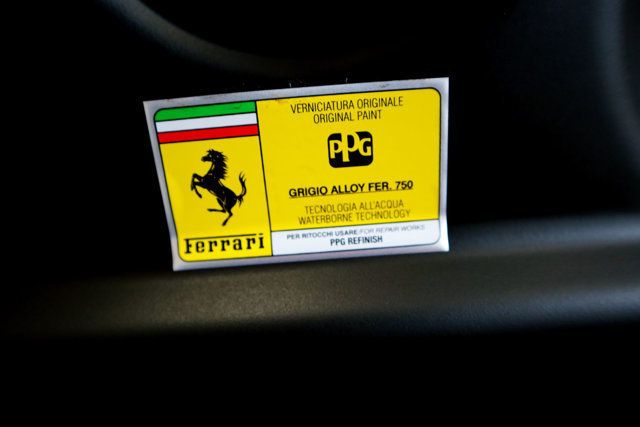 VERNICIATURA ORIGINALE
ORIGINAL PAINT
PPG
GRIGIO ALLOY FER. 750
TECNOLOGIA ALL'ACQUA
WATERBORNE TECHNOLOGY
Ferrari
PER RITOCCHI USARE/FOR REPAIR WORKS
PPG REFINISH